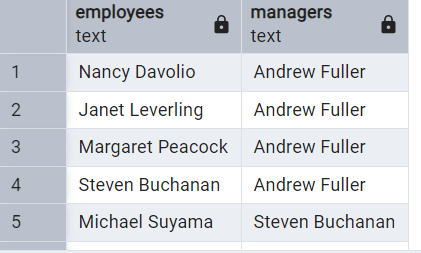 employees managers
text text
1 Nancy Davolio Andrew Fuller
2 Janet Leverling Andrew Fuller
3 Margaret Peacock Andrew Fuller
4 Steven Buchanan Andrew Fuller
5 Michael Suyama Steven Buchanan